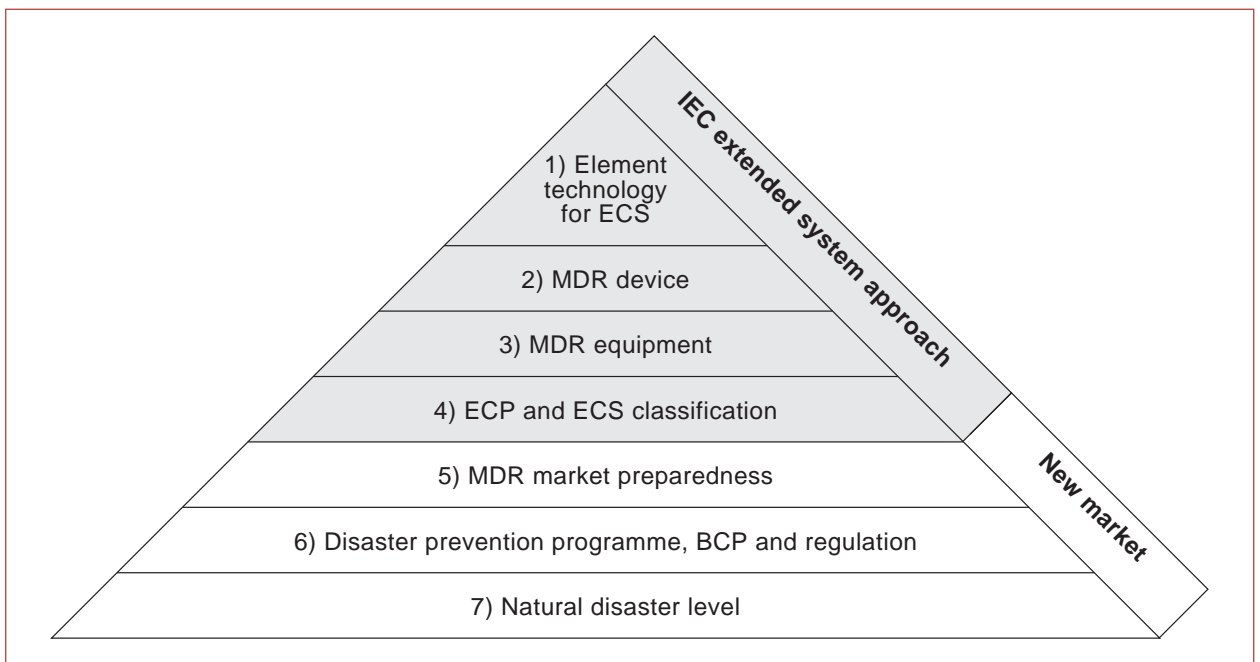 1) Element
technology
for ECS
2) MDR device
3) MDR equipment
4) ECP and ECS classification
5) MDR market preparedness
6) Disaster prevention programme, BCP and regulation
7) Natural disaster level
IEC extended system approach
New market